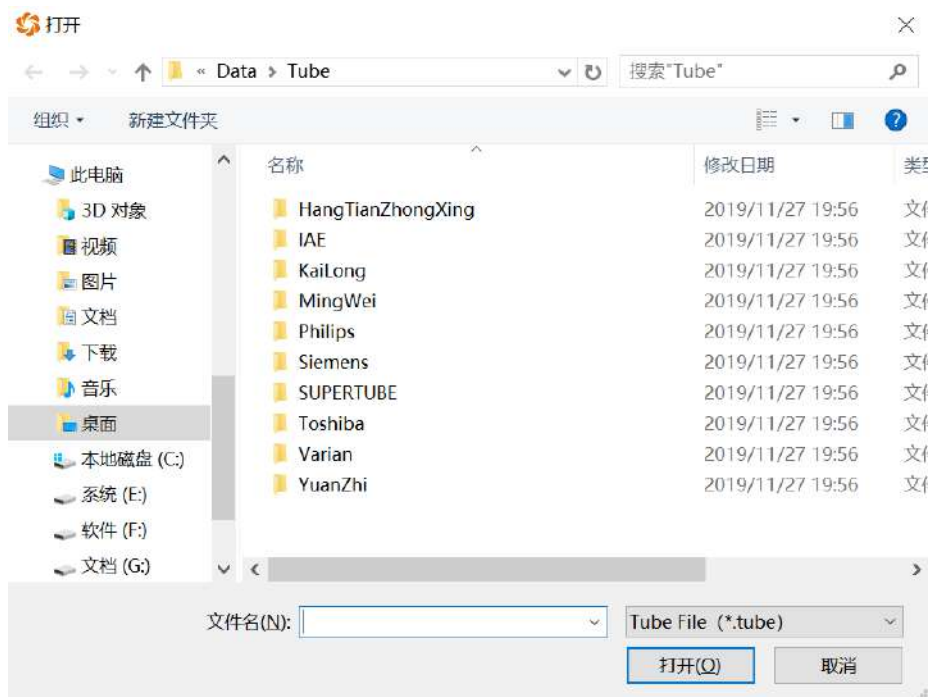 打开
« Data › Tube
搜索"Tube"
组织
新建文件夹
名称
修改日期
此电脑
3D 对象
视频
图片
文档
下载
音乐
桌面
本地磁盘 (C:)
系统 (E:)
软件 (F:)
文档 (G:)
HangTianZhongXing 2019/11/27 19:56
IAE 2019/11/27 19:56
KaiLong 2019/11/27 19:56
MingWei 2019/11/27 19:56
Philips 2019/11/27 19:56
Siemens 2019/11/27 19:56
SUPERTUBE 2019/11/27 19:56
Toshiba 2019/11/27 19:56
Varian 2019/11/27 19:56
YuanZhi 2019/11/27 19:56
文件名(N):
Tube File (*.tube)
打开(O)
取消